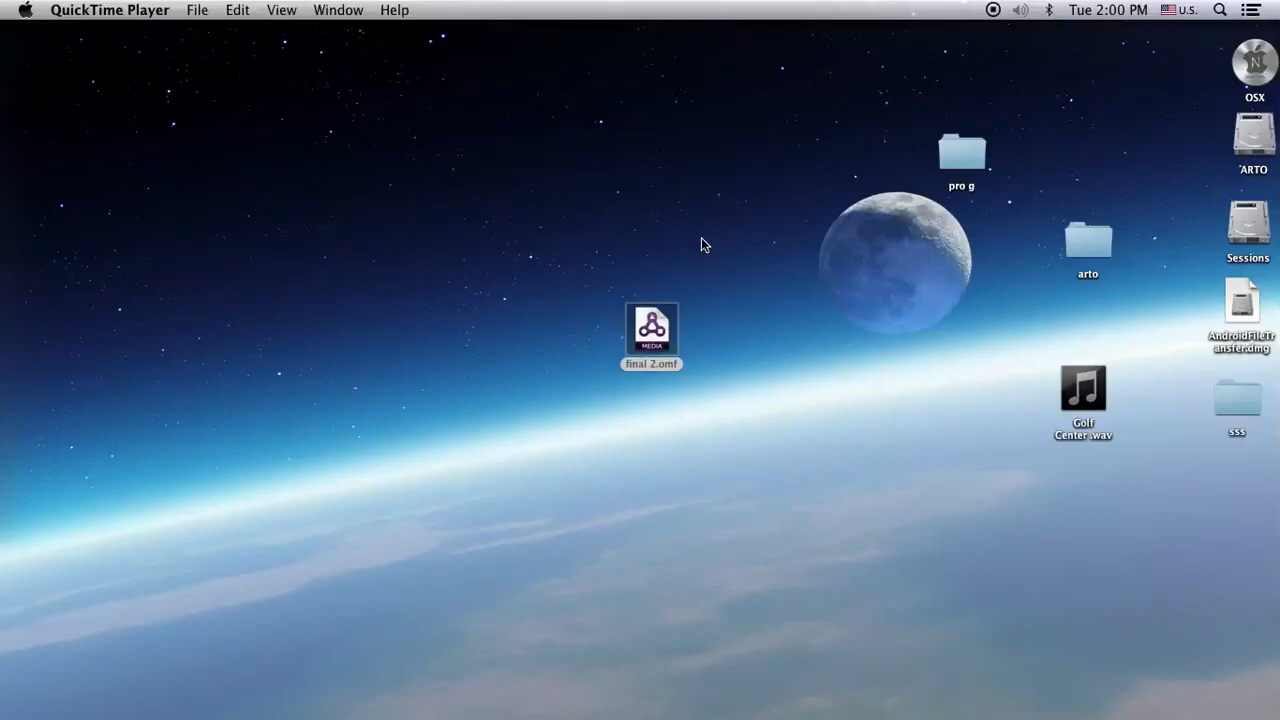 QuickTime Player File Edit View Window Help Tue 2:00 PM U.S.
N
OSX
ARTO
pro g
Sessions
arto
AndroidFileTr
ansfer.dmg
MEDIA
final 2.omf
Golf
Center .wav
sss